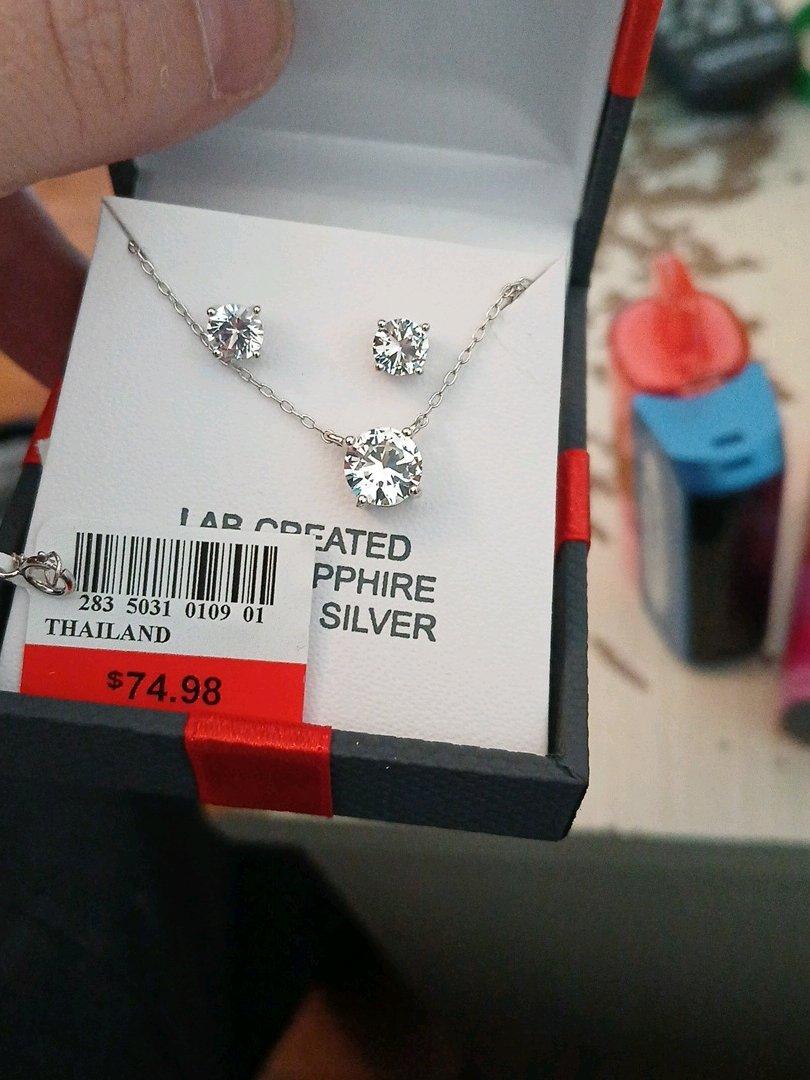 LAB CREATED
PPHIRE
SILVER
283 5031 0109 01
THAILAND
$74.98